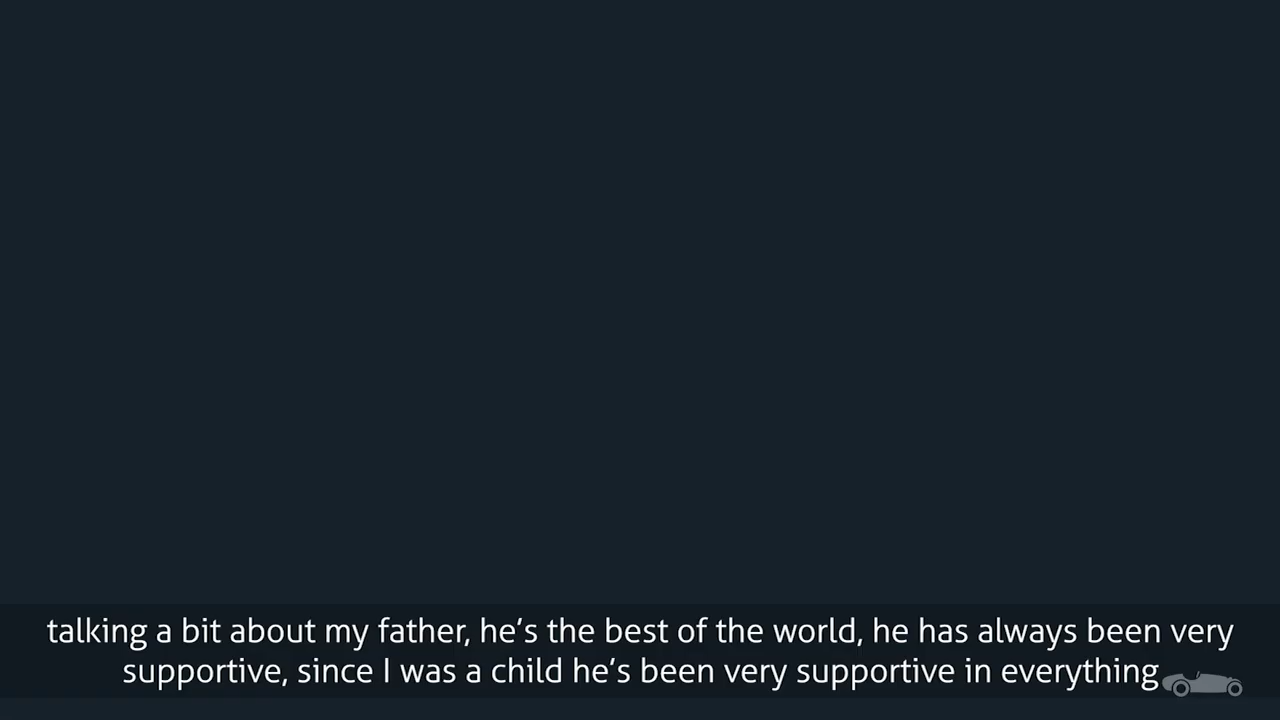 talking a bit about my father, he’s the best of the world, he has always been very
supportive, since I was a child he’s been very supportive in everything